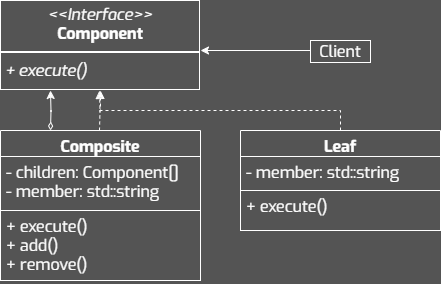 <<Interface>>
Component
+ execute()
Client
Composite
- children: Component[]
- member: std::string
+ execute()
+ add()
+ remove()
Leaf
- member: std::string
+ execute()